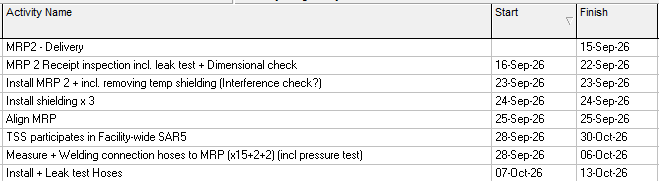 Activity Name Start Finish
MRP2 - Delivery 15-Sep-26
MRP 2 Receipt inspection incl. leak test + Dimensional check 16-Sep-26 22-Sep-26
Install MRP 2 + incl. removing temp shielding (Interference check?) 23-Sep-26 23-Sep-26
Install shielding x 3 24-Sep-26 24-Sep-26
Align MRP 25-Sep-26 25-Sep-26
TSS participates in Facility-wide SAR5 28-Sep-26 30-Oct-26
Measure + Welding connection hoses to MRP (x15+2+2) (incl pressure test) 28-Sep-26 06-Oct-26
Install + Leak test Hoses 07-Oct-26 13-Oct-26